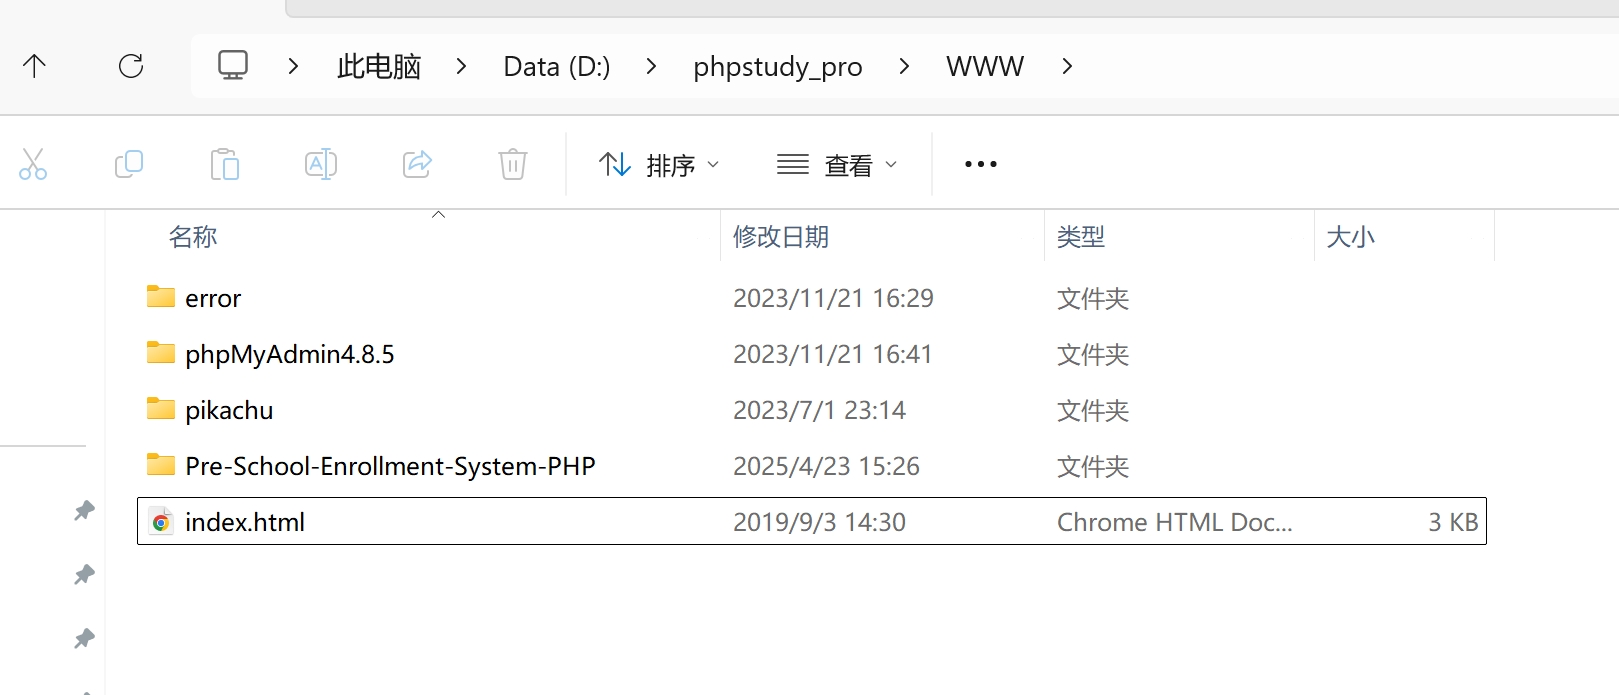 此电脑 > Data (D:) > phpstudy_pro > WWW >
排序 查看
名称 修改日期 类型 大小
error 2023/11/21 16:29 文件夹
phpMyAdmin4.8.5 2023/11/21 16:41 文件夹
pikachu 2023/7/1 23:14 文件夹
Pre-School-Enrollment-System-PHP 2025/4/23 15:26 文件夹
index.html 2019/9/3 14:30 Chrome HTML Doc... 3 KB